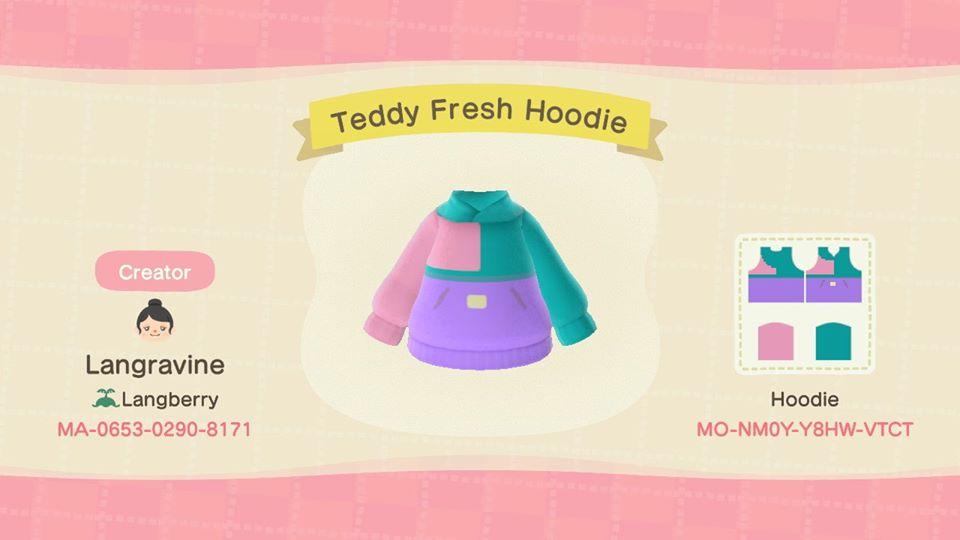 Teddy Fresh Hoodie
Creator
Langravine
Langberry
MA-0653-0290-8171
Hoodie
MO-NM0Y-Y8HW-VTCT